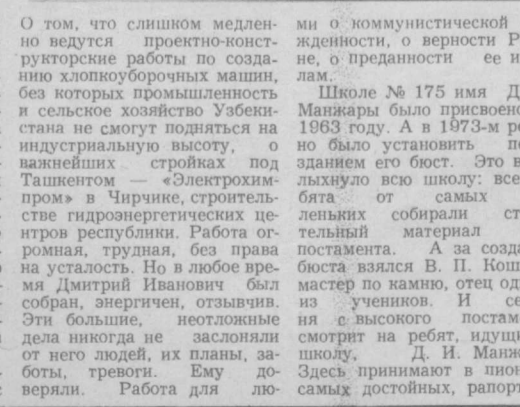 О том, что слишком медлен-
но ведутся проектно-конст-
рукторские работы по созда-
нию хлопкоуборочных машин,
без которых промышленность
и сельское хозяйство Узбеки-
стана не смогут подняться на
индустриальную высоту, о
важнейших стройках под
Ташкентом — «Электрохим-
пром» в Чирчике, строитель-
стве гидроэнергетических це-
нтров республики. Работа ог-
ромная, трудная, без права
на усталость. Но в любое вре-
мя Дмитрий Иванович был
собран, энергичен, отзывчив.
Эти большие, неотложные
дела никогда не заслоняли
от него людей, их планы, за-
боты, тревоги. Ему до-
веряли. Работа для лю-
ми о коммунистической
жденности, о верности Р
не, о преданности ее и
лам.
Школе № 175 имя Д
Манжары было присвоено
1963 году. А в 1973-м ре
но было установить пе
зданием его бюст. Это в
лыхнуло всю школу: все
бята от самых
леньких собирали ст
тельный материал
постамента. А за созда
бюста взялся В. П. Кош
мастер по камню, отец од
из учеников. И се
ня с высокого постам
смотрит на ребят, идущи
школу, Д. И. Манж
Здесь принимают в пион
самых достойных, рапорт